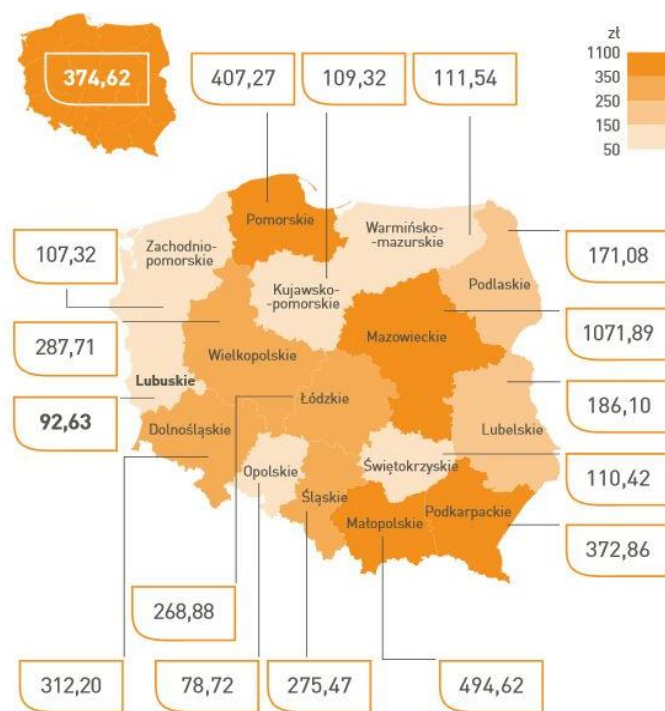 374,62
407,27
109,32
111,54
zł
1100
350
250
150
50
Pomorskie
Warmińsko-
-mazurskie
Zachodnio-
pomorskie
107,32
171,08
Kujawsko-
-pomorskie
Podlaskie
Mazowieckie
287,71
1071,89
Wielkopolskie
Lubuskie
Łódzkie
186,10
92,63
Dolnośląskie
Lubelskie
Opolskie
Świętokrzyskie
110,42
Śląskie
Małopolskie
Podkarpackie
372,86
268,88
312,20
78,72
275,47
494,62